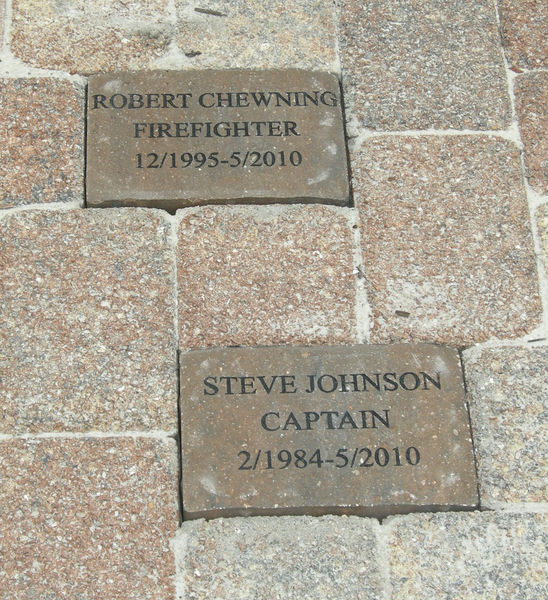 ROBERT CHEWNING
FIREFIGHTER
12/1995-5/2010
STEVE JOHNSON
CAPTAIN
2/1984-5/2010